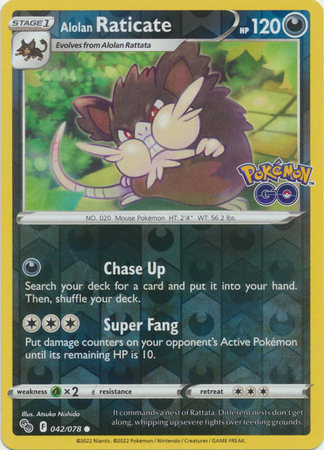 STAGE 1
Alolan Raticate HP 120
Evolves from Alolan Rattata
Pokémon GO™
NO. 020 Mouse Pokémon HT: 2'4" WT: 56.2 lbs.
Chase Up
Search your deck for a card and put it into your hand.
Then, shuffle your deck.
Super Fang
Put damage counters on your opponent's Active Pokémon
until its remaining HP is 10.
weakness ×2 resistance retreat
Illus. Atsuko Nishida
It commands a nest of Rattata. Different nests don't get
along, whipping up severe fights over feeding grounds.
F 042/078 ●
©2022 Niantic. ©2022 Pokémon / Nintendo / Creatures / GAME FREAK.